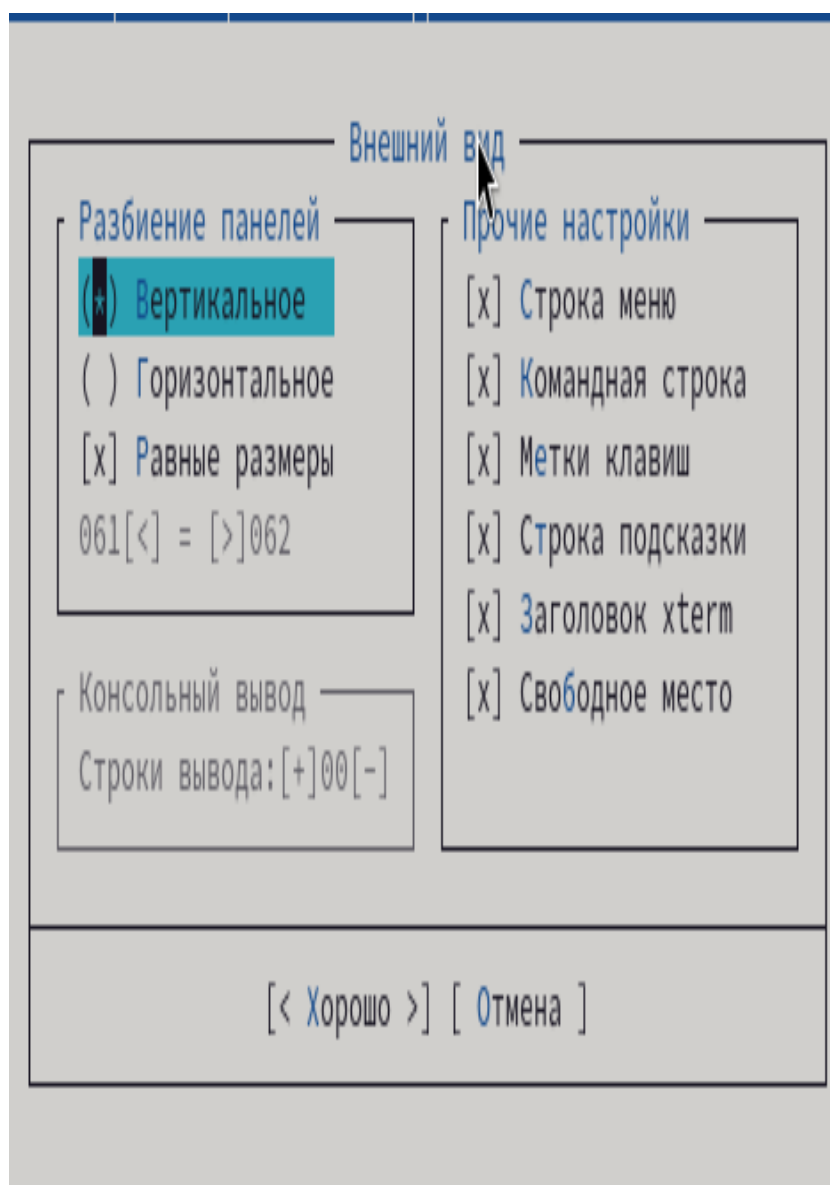 Внешний вид
Разбиение панелей
(*) Вертикальное
( ) Горизонтальное
[x] Равные размеры
061[<] = [>]062
Консольный вывод
Строки вывода:[+]00[-]
Прочие настройки
[x] Строка меню
[x] Командная строка
[x] Метки клавиш
[x] Строка подсказки
[x] Заголовок xterm
[x] Свободное место
[< Хорошо >] [ Отмена ]